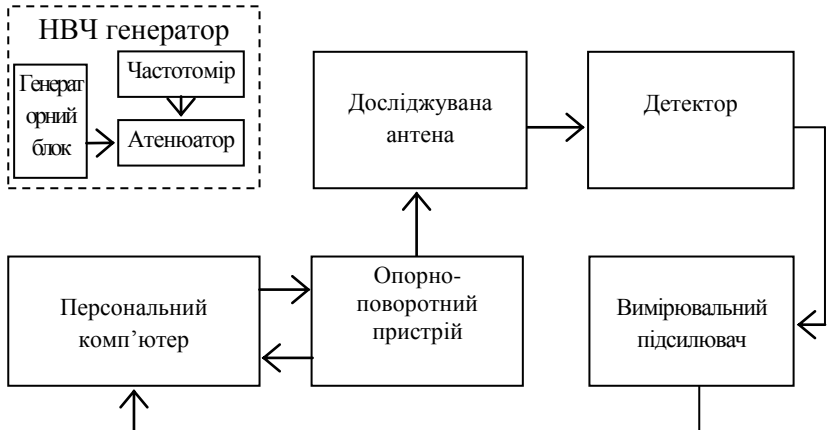 НВЧ генератор
Частотомір
Генерат
орний
блок
Атенюатор
Досліджувана
антена
Детектор
Персональний
комп’ютер
Опорно-
поворотний
пристрій
Вимірювальний
підсилювач